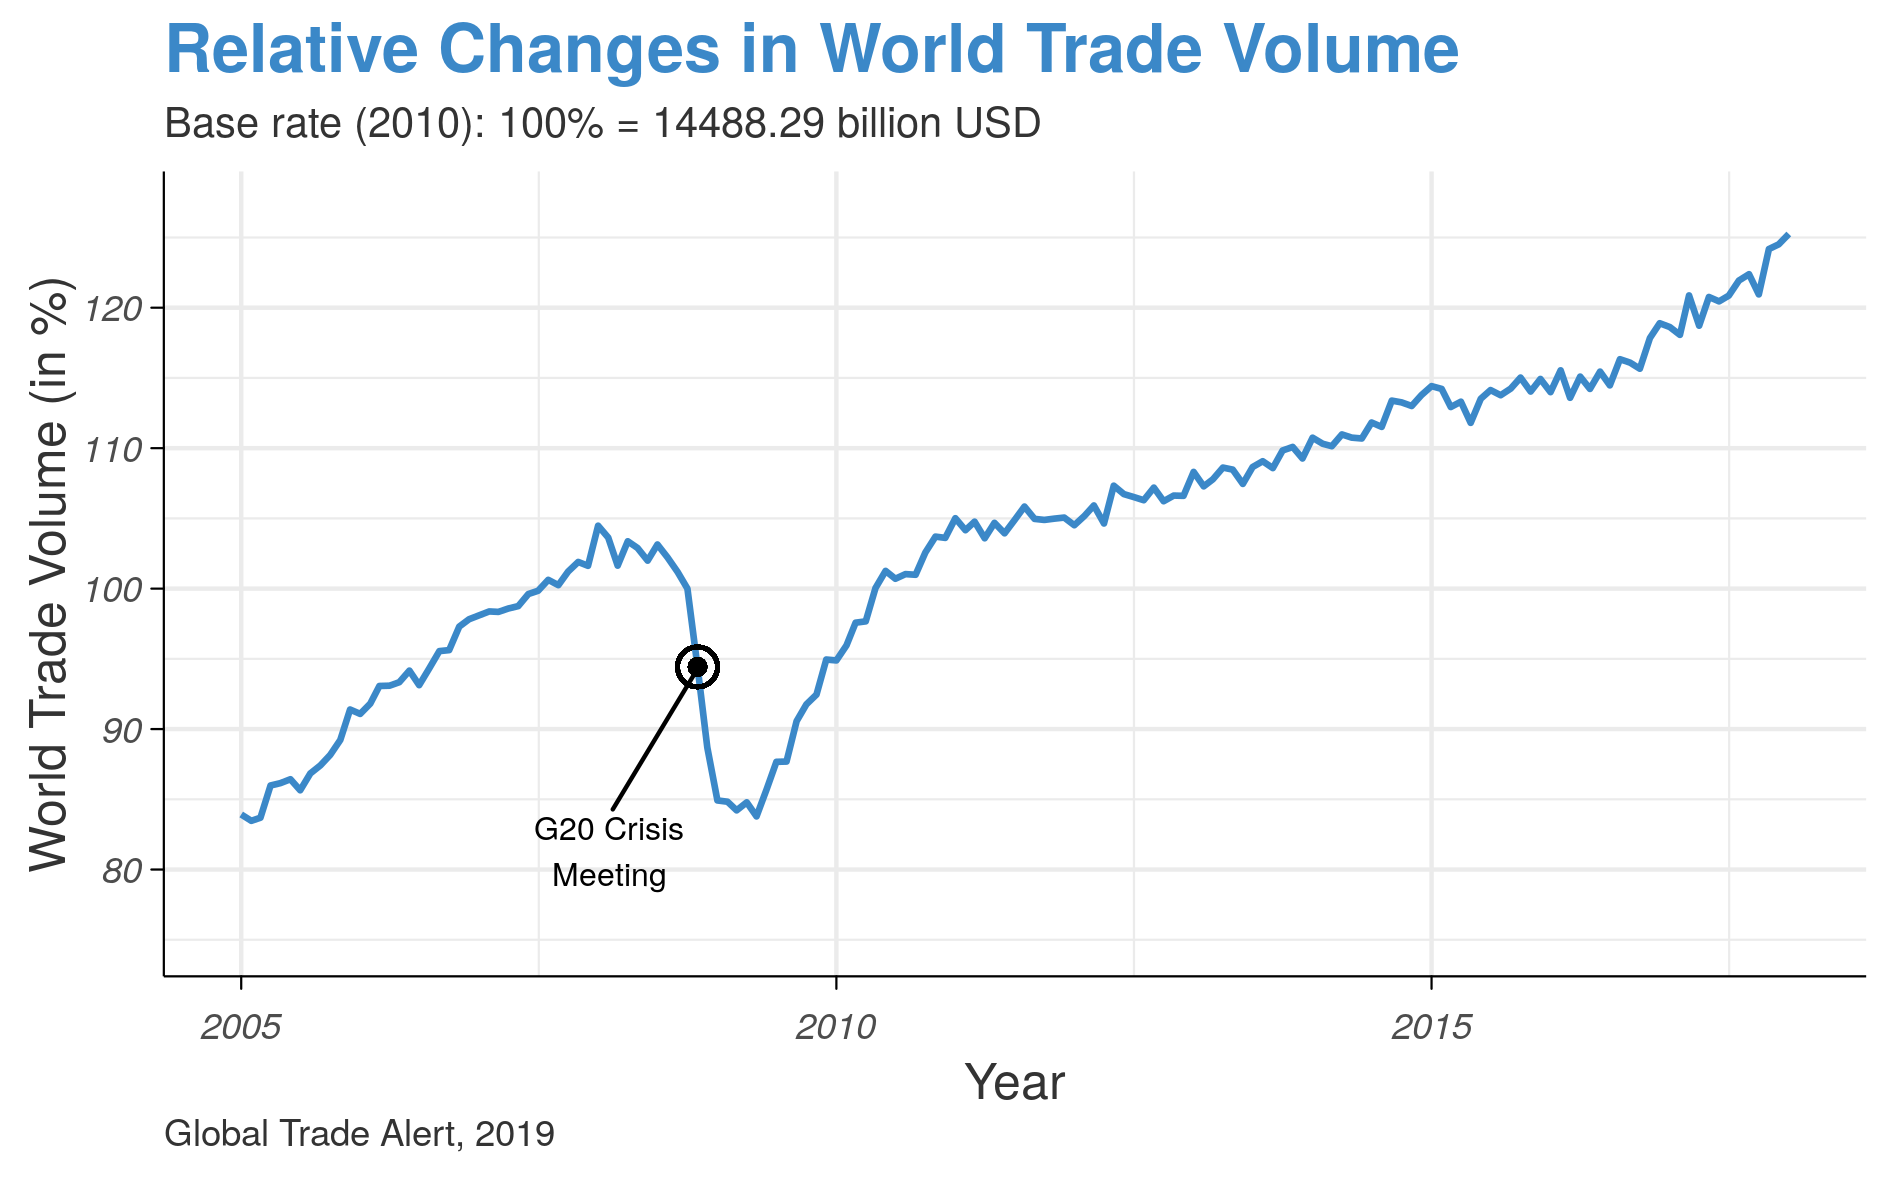 Relative Changes in World Trade Volume
Base rate (2010): 100% = 14488.29 billion USD
World Trade Volume (in %)
120
110
100
90
80
G20 Crisis
Meeting
2005
2010
2015
Year
Global Trade Alert, 2019